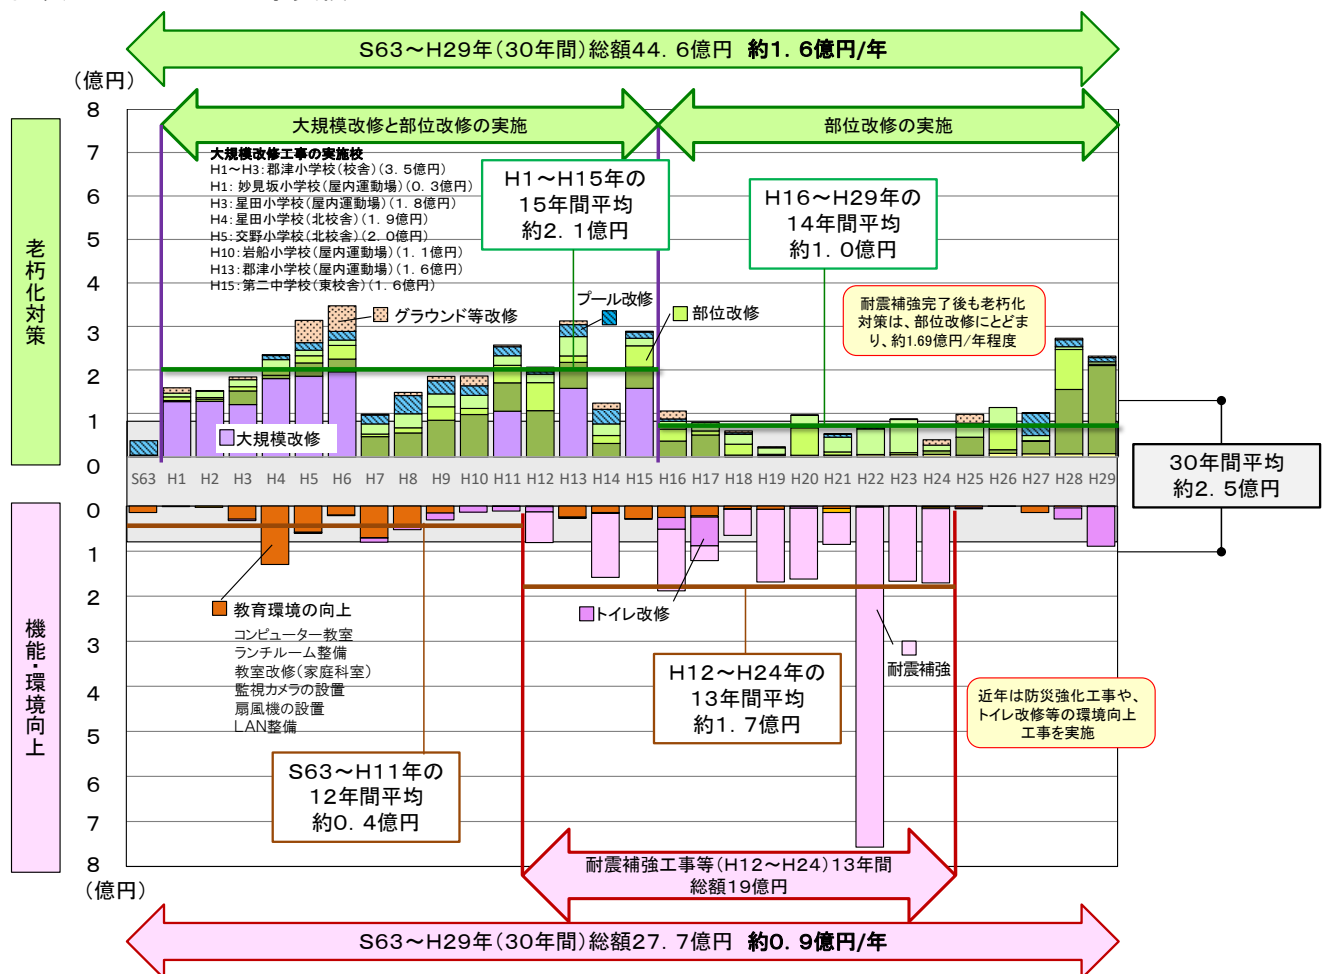 S63～H29年(30年間)総額44.6億円 約1.6億円/年
(億円)
大規模改修と部位改修の実施
部位改修の実施
老朽化対策
8
7
6
5
4
3
2
1
0
大規模改修工事の実施校
H1～H3:郡津小学校(校舎)(3.5億円)
H1:妙見坂小学校(屋内運動場)(0.3億円)
H3:星田小学校(屋内運動場)(1.8億円)
H4:星田小学校(北校舎)(1.9億円)
H5:交野小学校(北校舎)(2.0億円)
H10:岩船小学校(屋内運動場)(1.1億円)
H13:郡津小学校(屋内運動場)(1.6億円)
H15:第二中学校(東校舎)(1.6億円)
H1～H15年の
15年間平均
約2.1億円
H16～H29年の
14年間平均
約1.0億円
グラウンド等改修
プール改修
部位改修
大規模改修
耐震補強完了後も老朽化
対策は、部位改修にとどま
り、約1.69億円/年程度
30年間平均
約2.5億円
S63 H1 H2 H3 H4 H5 H6 H7 H8 H9 H10 H11 H12 H13 H14 H15 H16 H17 H18 H19 H20 H21 H22 H23 H24 H25 H26 H27 H28 H29
機能・環境向上
0
1
2
3
4
5
6
7
8
(億円)
教育環境の向上
コンピューター教室
ランチルーム整備
教室改修(家庭科室)
監視カメラの設置
扇風機の設置
LAN整備
トイレ改修
耐震補強
S63～H11年の
12年間平均
約0.4億円
H12～H24年の
13年間平均
約1.7億円
近年は防災強化工事や、
トイレ改修等の環境向上
工事を実施
耐震補強工事等(H12～H24)13年間
総額19億円
S63～H29年(30年間)総額27.7億円 約0.9億円/年